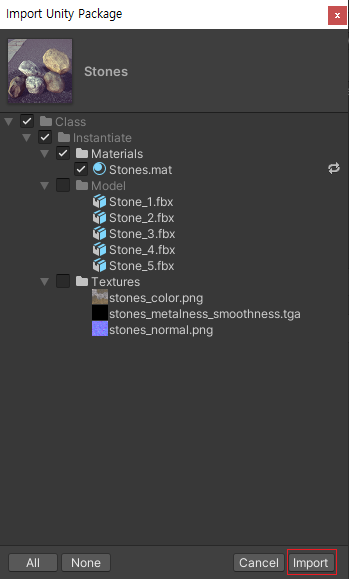 Import Unity Package
x
Stones
Class
Instantiate
Materials
Stones.mat
Model
Stone_1.fbx
Stone_2.fbx
Stone_3.fbx
Stone_4.fbx
Stone_5.fbx
Textures
stones_color.png
stones_metalness_smoothness.tga
stones_normal.png
All None Cancel Import